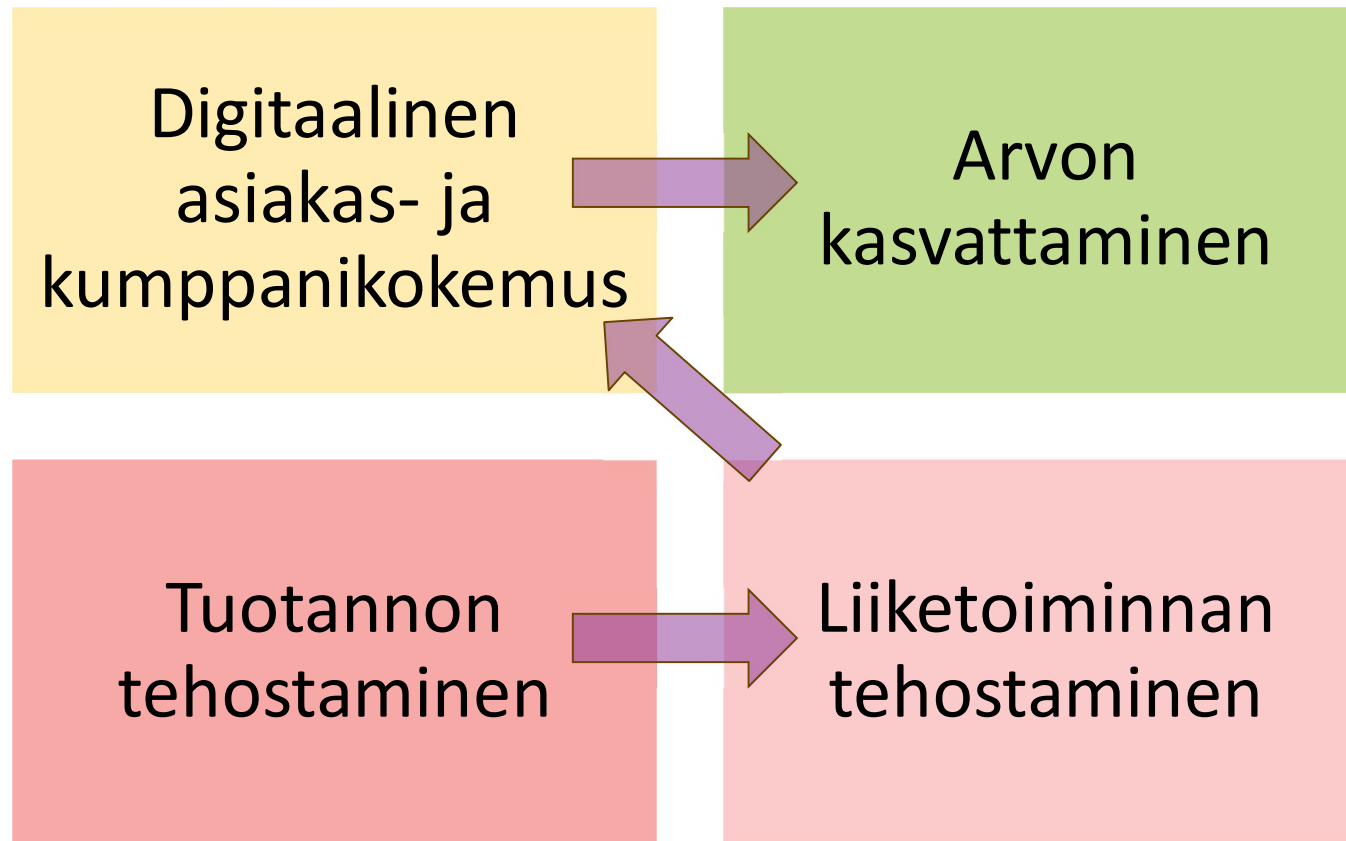 Digitaalinen
asiakas- ja
kumppanikokemus
Arvon
kasvattaminen
Tuotannon
tehostaminen
Liiketoiminnan
tehostaminen